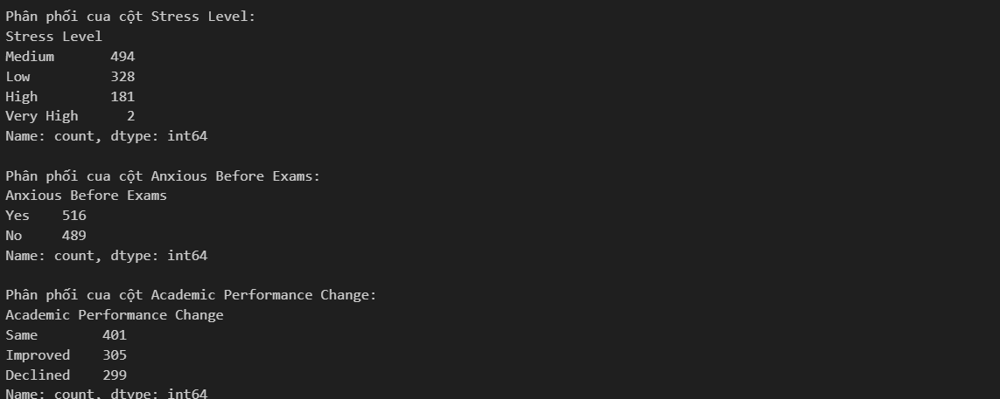 Phân phối cua cột Stress Level:
Stress Level
Medium       494
Low          328
High         181
Very High      2
Name: count, dtype: int64

Phân phối cua cột Anxious Before Exams:
Anxious Before Exams
Yes    516
No     489
Name: count, dtype: int64

Phân phối cua cột Academic Performance Change:
Academic Performance Change
Same        401
Improved    305
Declined    299
Name: count, dtype: int64